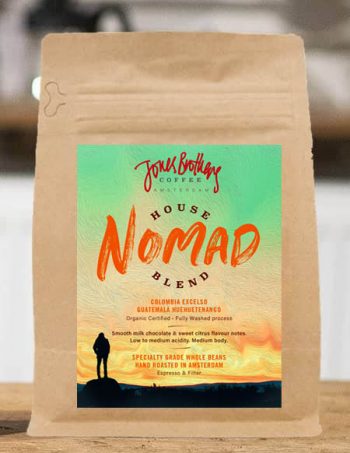 Jones Brothers
COFFEE
AMSTERDAM
HOUSE
NOMAD
BLEND
COLOMBIA EXCELSO
GUATEMALA HUEHUETENANGO
Organic Certified - Fully Washed process
Smooth milk chocolate & sweet citrus flavour notes.
Low to medium acidity. Medium body.
SPECIALTY GRADE WHOLE BEANS
HAND ROASTED IN AMSTERDAM
Espresso & Filter